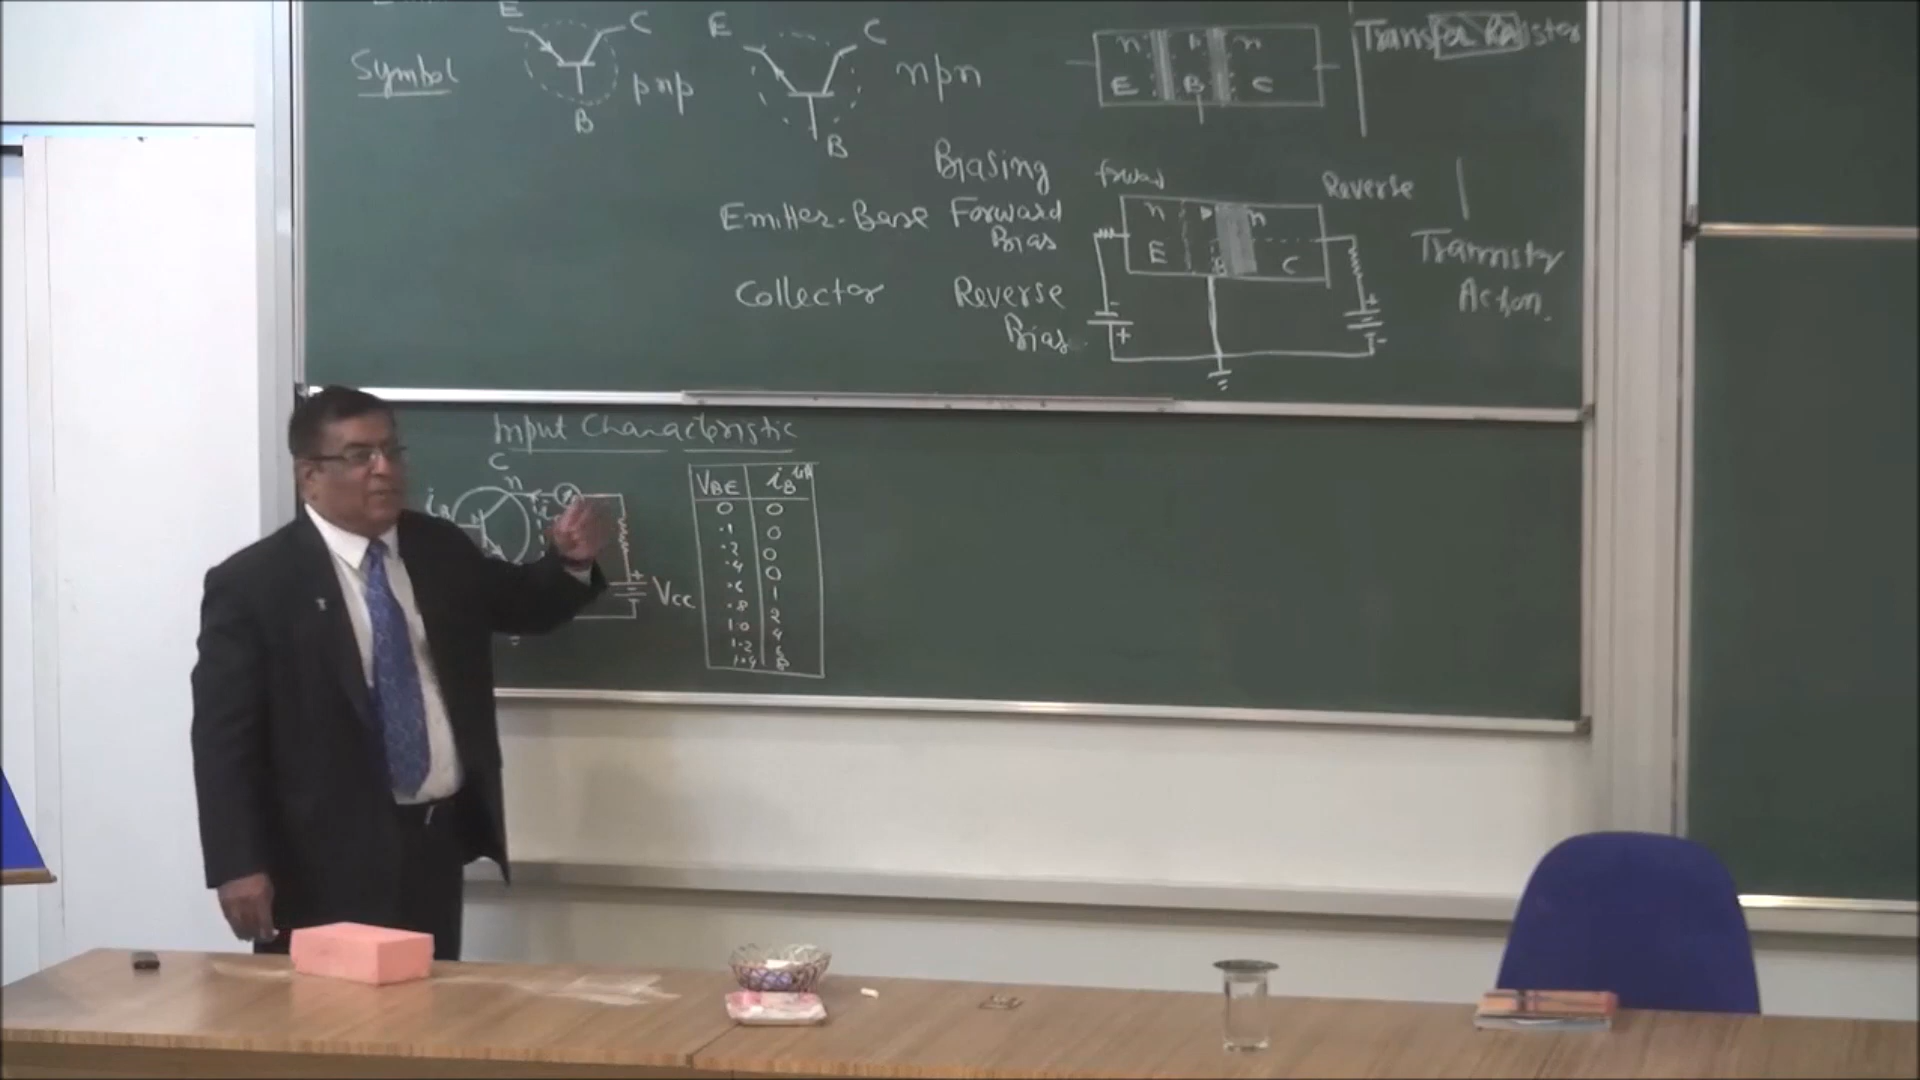 E C E C
Symbol pnp npn
B B
n p n
E B C
Transfer Resistor
Biasing
Emitter-Base Forward
Bias
Collector Reverse
Bias
Reverse
n n
E B C
- +
+ -
Transistor
Action.
Input Characteristic
C
n
iB
+
VCC
VBE iB
0 0
.1 0
.2 0
.4 0
.6 1
.8 2
1.0 4
1.2 6
1.4 8